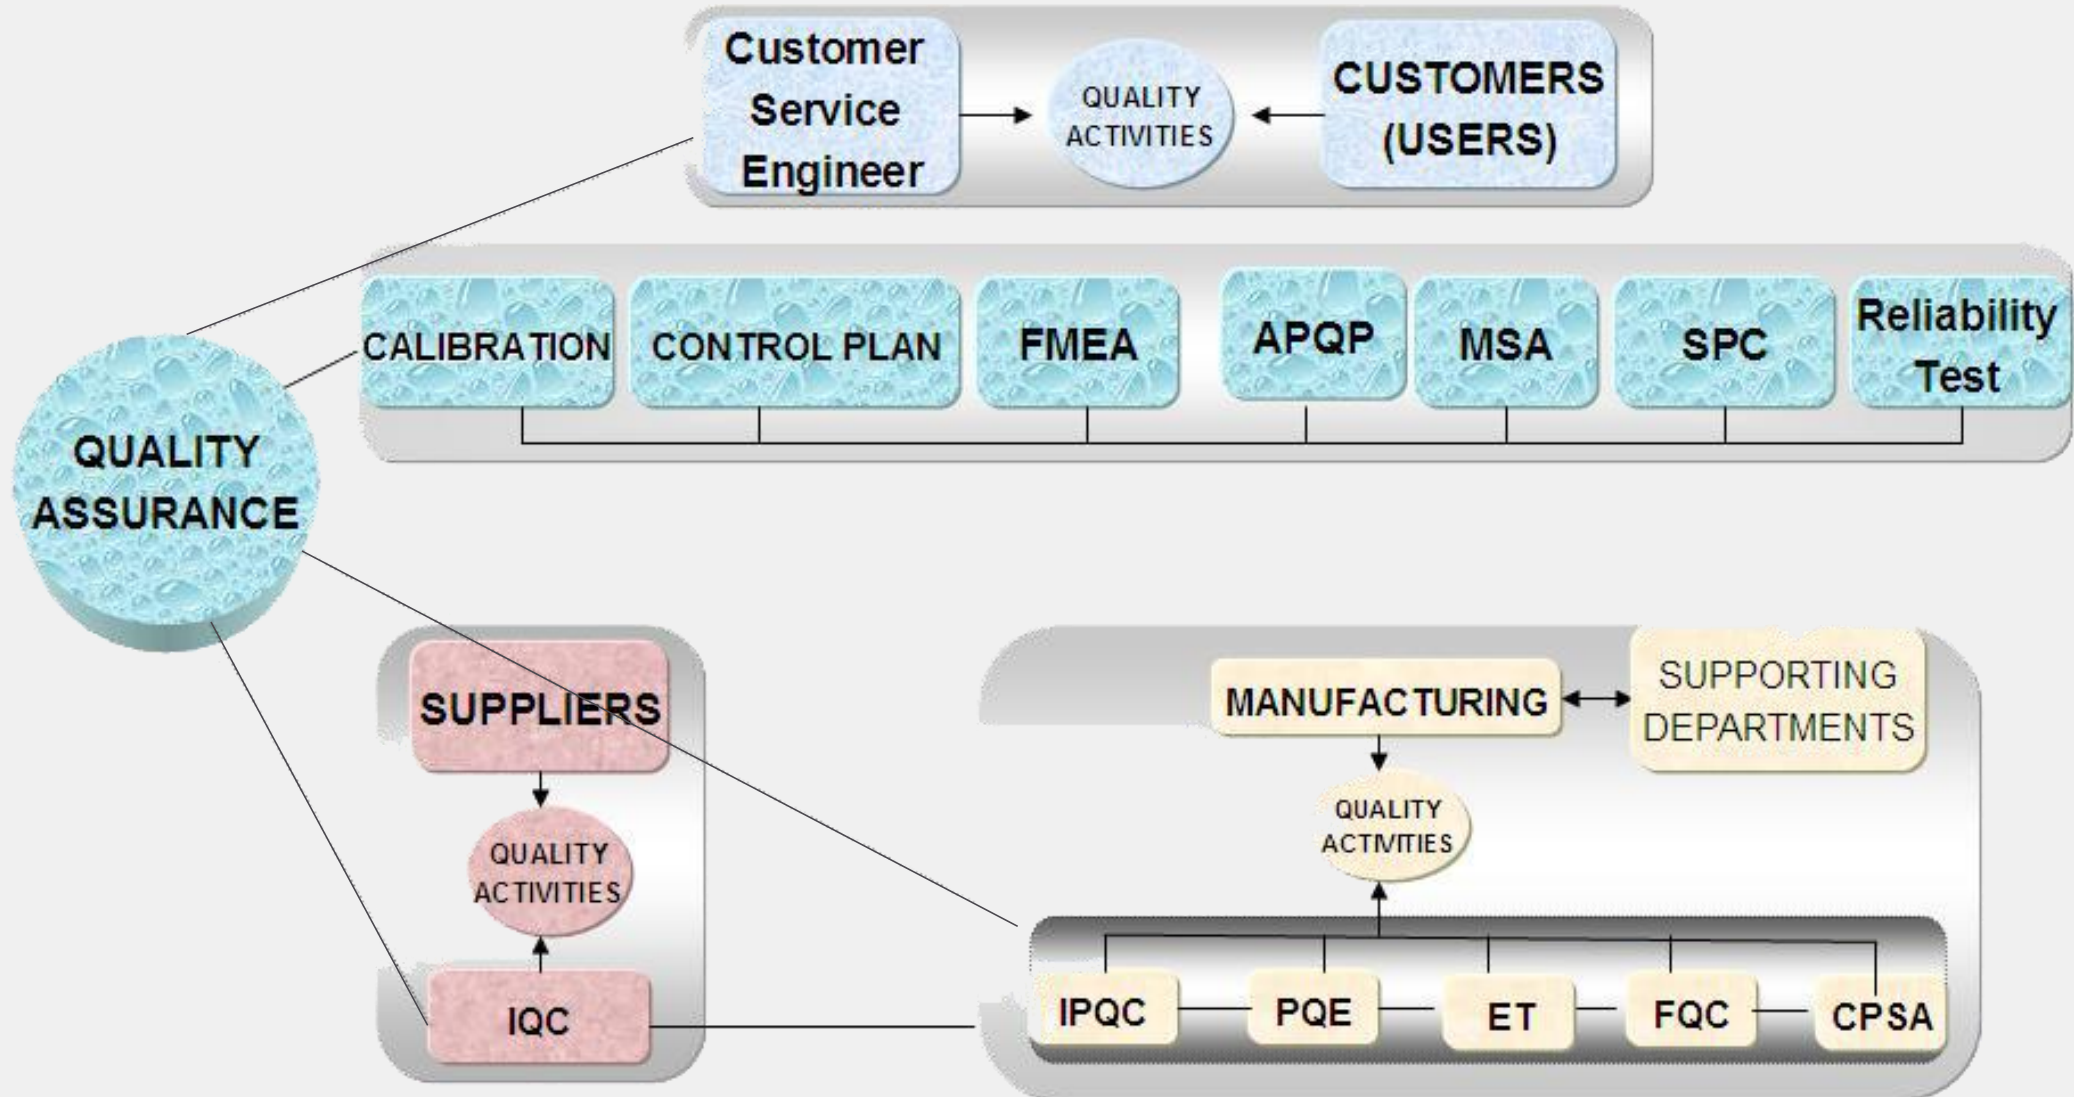 Customer
Service
Engineer
QUALITY
ACTIVITIES
CUSTOMERS
(USERS)
CALIBRATION
CONTROL PLAN
FMEA
APQP
MSA
SPC
Reliability
Test
QUALITY
ASSURANCE
SUPPLIERS
QUALITY
ACTIVITIES
IQC
MANUFACTURING
SUPPORTING
DEPARTMENTS
QUALITY
ACTIVITIES
IPQC
PQE
ET
FQC
CPSA